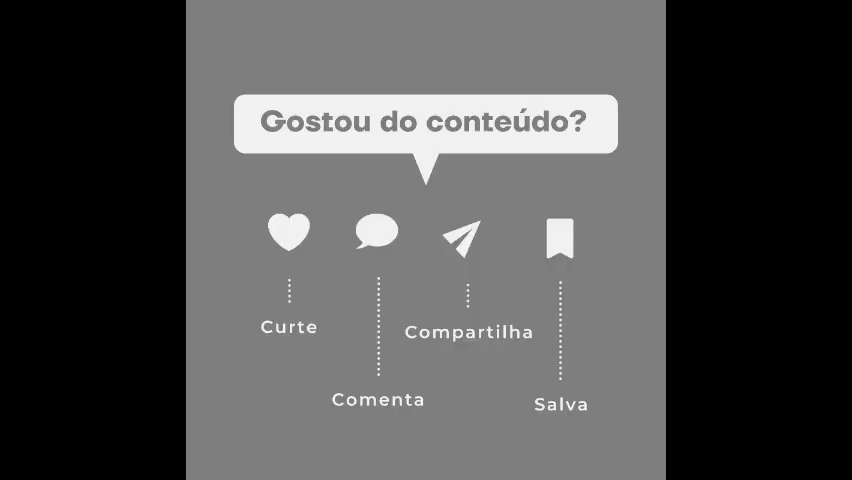 Gostou do conteúdo?
Curte
Compartilha
Comenta
Salva